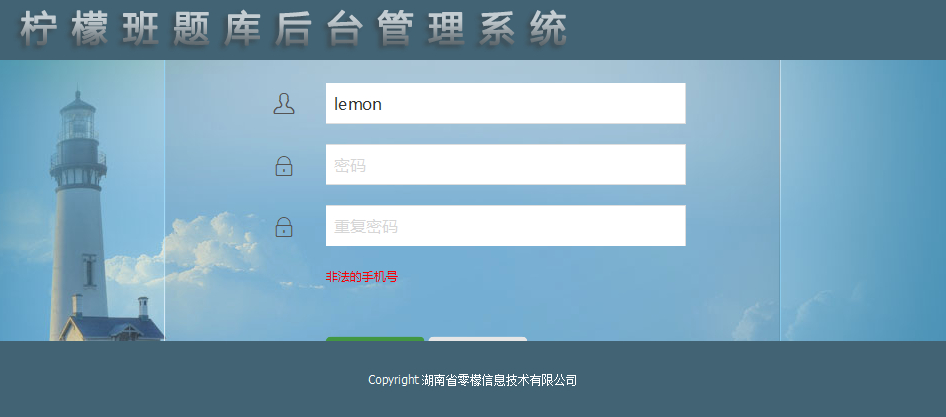 柠檬班题库后台管理系统
lemon
密码
重复密码
非法的手机号
Copyright 湖南省零檬信息技术有限公司